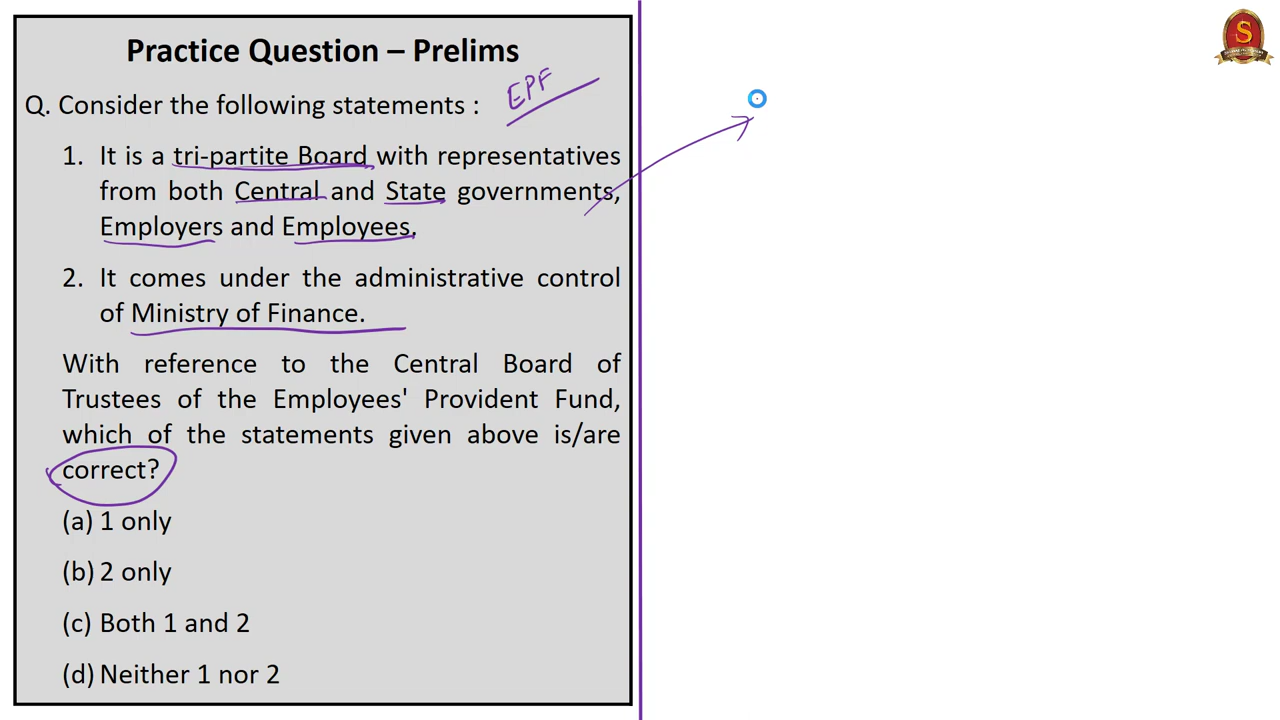 Practice Question – Prelims
EPF
Q. Consider the following statements :
1. It is a tri-partite Board with representatives
from both Central and State governments,
Employers and Employees.
2. It comes under the administrative control
of Ministry of Finance.
With reference to the Central Board of
Trustees of the Employees' Provident Fund,
which of the statements given above is/are
correct?
(a) 1 only
(b) 2 only
(c) Both 1 and 2
(d) Neither 1 nor 2
S